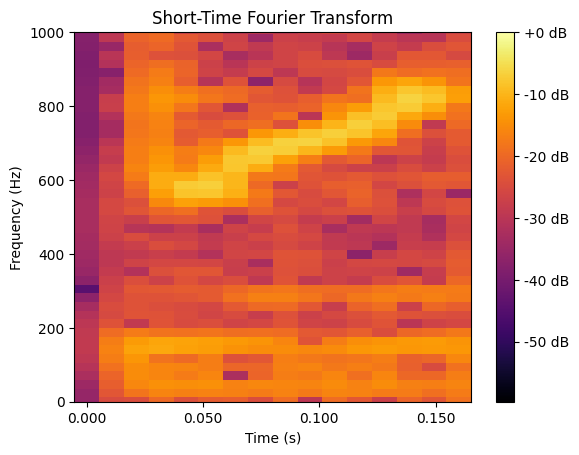 Short-Time Fourier Transform
1000
800
600
400
200
0
Frequency (Hz)
0.000
0.050
0.100
0.150
Time (s)
+0 dB
-10 dB
-20 dB
-30 dB
-40 dB
-50 dB